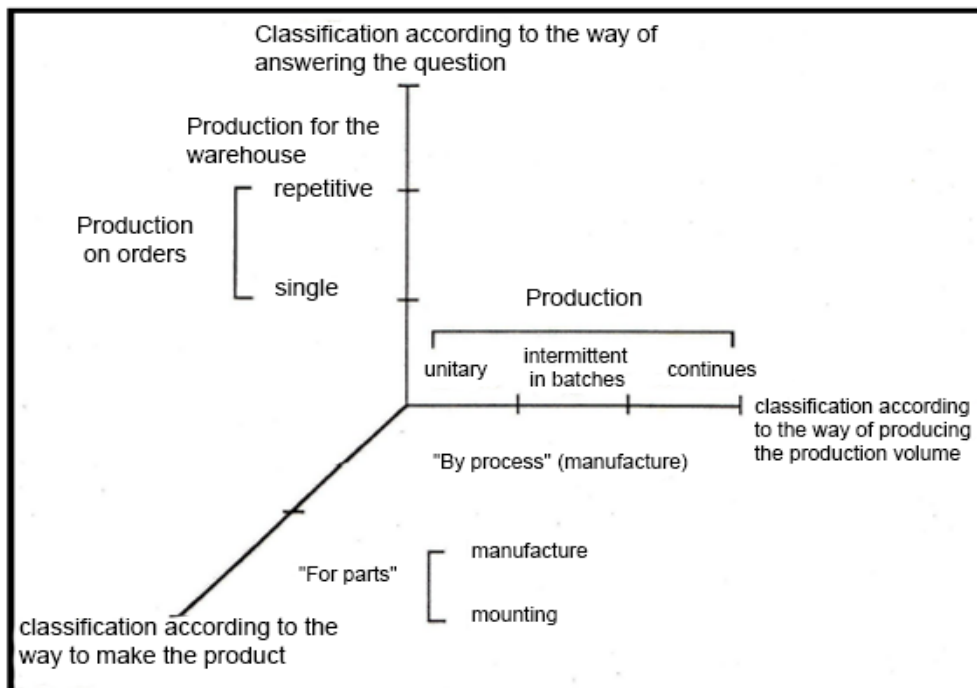 Classification according to the way of
answering the question
Production for the
warehouse
repetitive
Production
on orders
single
Production
unitary
intermittent
in batches
continues
classification according
to the way of producing
the production volume
"By process" (manufacture)
manufacture
"For parts"
mounting
classification according to the
way to make the product